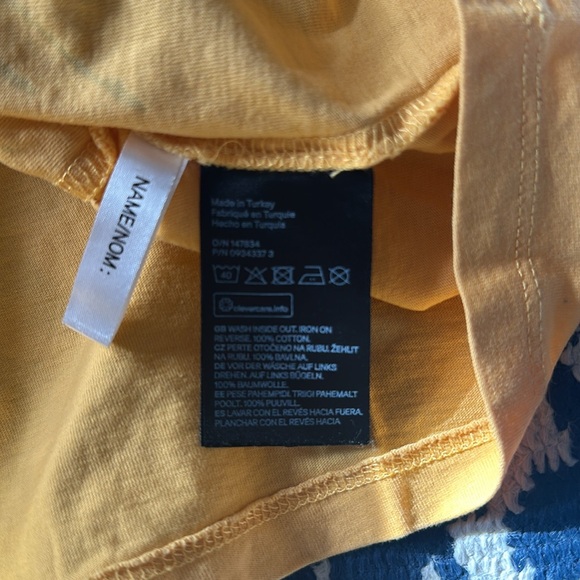 NAME/NOM:
Made in Turkey
Fabriqué en Turquie
Hecho en Turquía
O/N 147834
P/N 0934337 3
40
clevercare.info
GB WASH INSIDE OUT. IRON ON
REVERSE. 100% COTTON.
CZ PERTE OTOČENO NA RUBU. ŽEHLIT
NA RUBU. 100% BAVLNA.
DE VOR DER WÄSCHE AUF LINKS
DREHEN. AUF LINKS BÜGELN.
100% BAUMWOLLE.
EE PESE PAHEMPIDI. TRIIGI PAHEMALT
POOLT. 100% PUUVILL.
ES LAVAR CON EL REVÉS HACIA FUERA.
PLANCHAR CON EL REVÉS HACIA